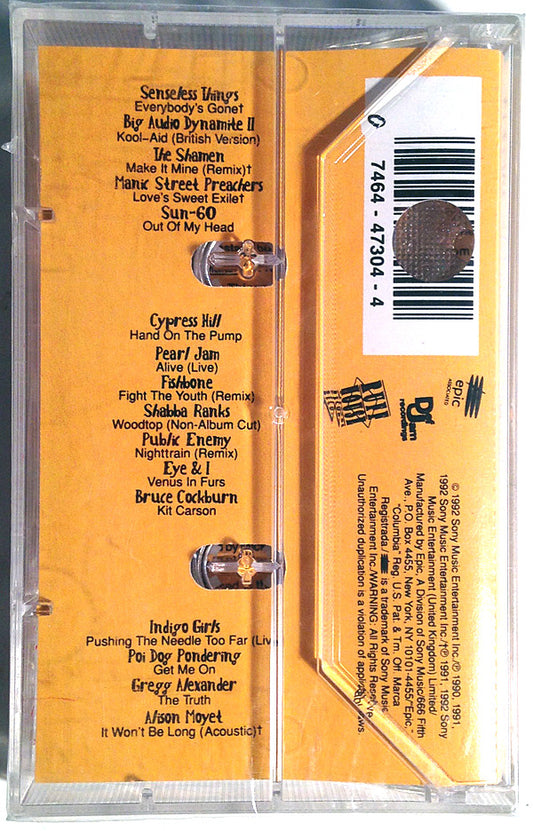 Senseless Things
Everybody's Gone†
Big Audio Dynamite II
Kool-Aid (British Version)
The Shamen
Make It Mine (Remix)†
Manic Street Preachers
Love's Sweet Exile†
Sun-60
Out Of My Head
Cypress Hill
Hand On The Pump
Pearl Jam
Alive (Live)
Fishbone
Fight The Youth (Remix)
Shabba Ranks
Woodtop (Non-Album Cut)
Public Enemy
Nighttrain (Remix)
Eye & I
Venus In Furs
Bruce Cockburn
Kit Carson
Indigo Girls
Pushing The Needle Too Far (Live
Poi Dog Pondering
Get Me On
Gregg Alexander
The Truth
Alison Moyet
It Won't Be Long (Acoustic)†
0
7464 - 47304 - 4
epic
ASSOCIATED
Def Jam
recordings
© 1992 Sony Music Entertainment Inc./℗ 1990, 1991,
1992 Sony Music Entertainment Inc./†℗ 1991, 1992 Sony
Music Entertainment (United Kingdom) Limited/
Manufactured by Epic, A Division of Sony Music/666 Fifth
Ave., P.O. Box 4455, New York, NY 10101-4455/"Epic,"
"Columbia" Reg. U.S. Pat. & Tm. Off. Marca
Registrada./ is a trademark of Sony Music
Entertainment Inc./WARNING: All Rights Reserved.
Unauthorized duplication is a violation of applicable laws.